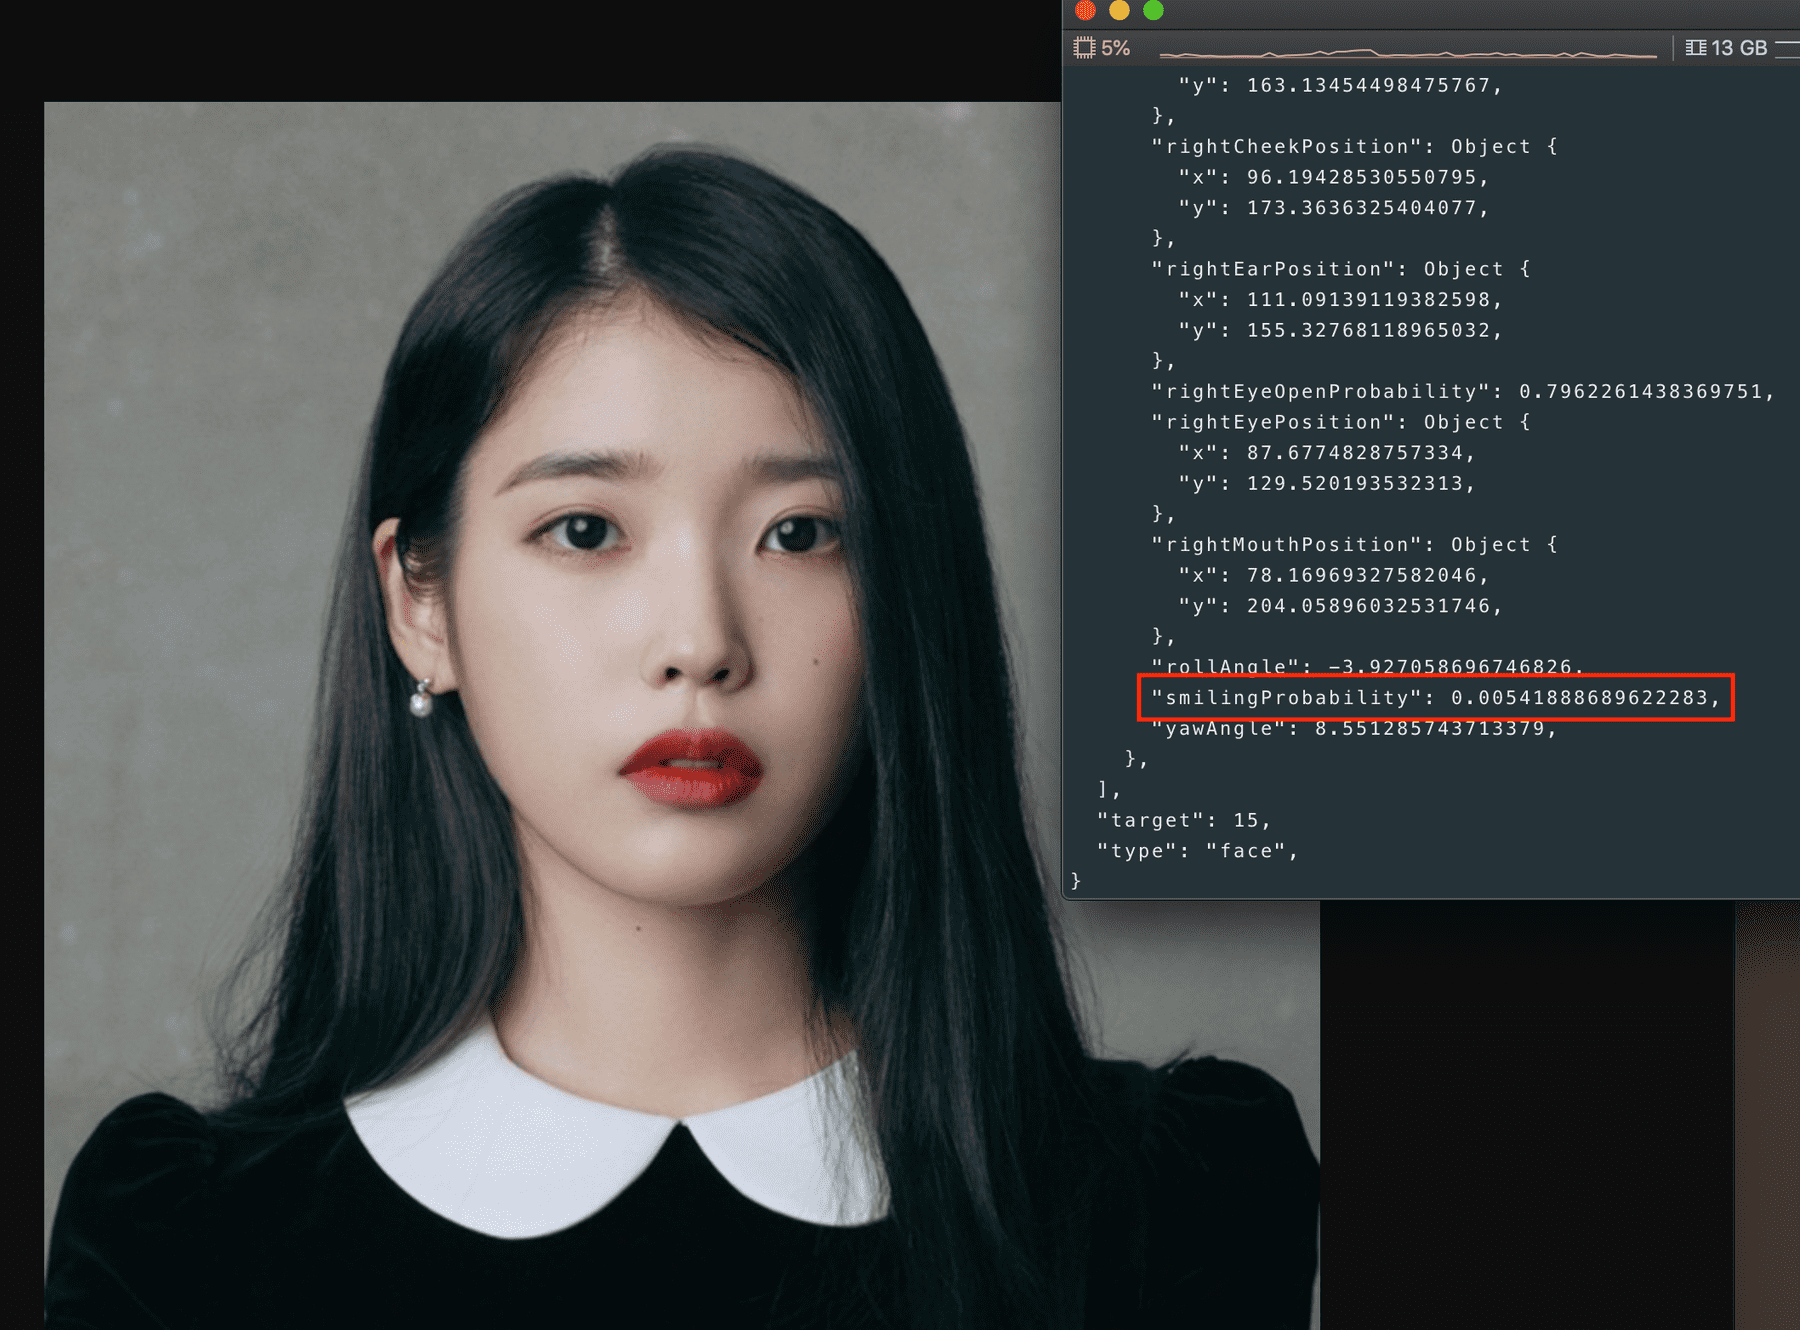 5%
13 GB
"y": 163.13454498475767,
},
"rightCheekPosition": Object {
"x": 96.19428530550795,
"y": 173.3636325404077,
},
"rightEarPosition": Object {
"x": 111.09139119382598,
"y": 155.32768118965032,
},
"rightEyeOpenProbability": 0.7962261438369751,
"rightEyePosition": Object {
"x": 87.6774828757334,
"y": 129.520193532313,
},
"rightMouthPosition": Object {
"x": 78.16969327582046,
"y": 204.05896032531746,
},
"rollAngle": -3.927058696746826,
"smilingProbability": 0.00541888689622283,
"yawAngle": 8.551285743713379,
},
],
"target": 15,
"type": "face",
}